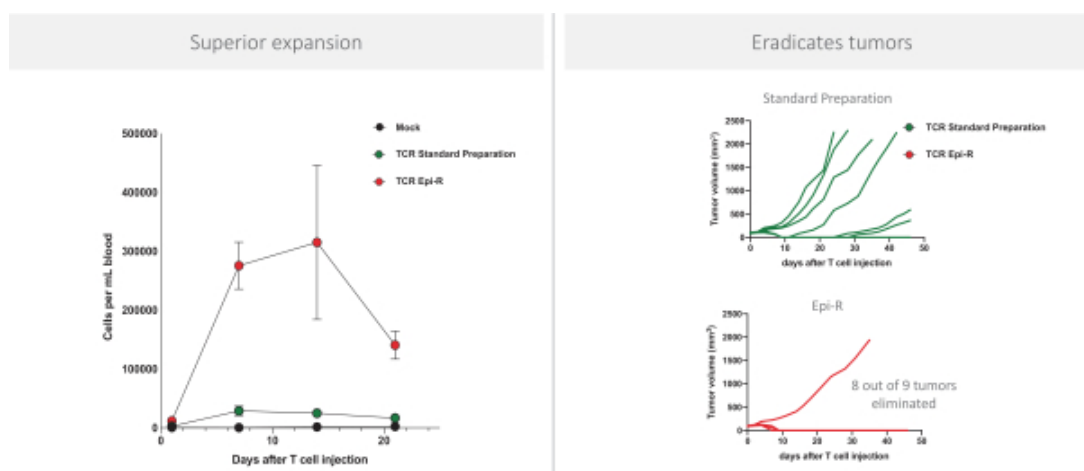 Superior expansion
Mock
TCR Standard Preparation
TCR Epi-R
500000
400000
300000
200000
100000
0
Cells per mL blood
0
10
20
Days after T cell injection
Eradicates tumors
Standard Preparation
TCR Standard Preparation
TCR Epi-R
2500
2000
1500
1000
500
0
Tumor volume (mm³)
0
10
20
30
40
50
days after T cell injection
Epi-R
2500
2000
1500
1000
500
0
Tumor volume (mm³)
8 out of 9 tumors
eliminated
0
10
20
30
40
50
days after T cell injection